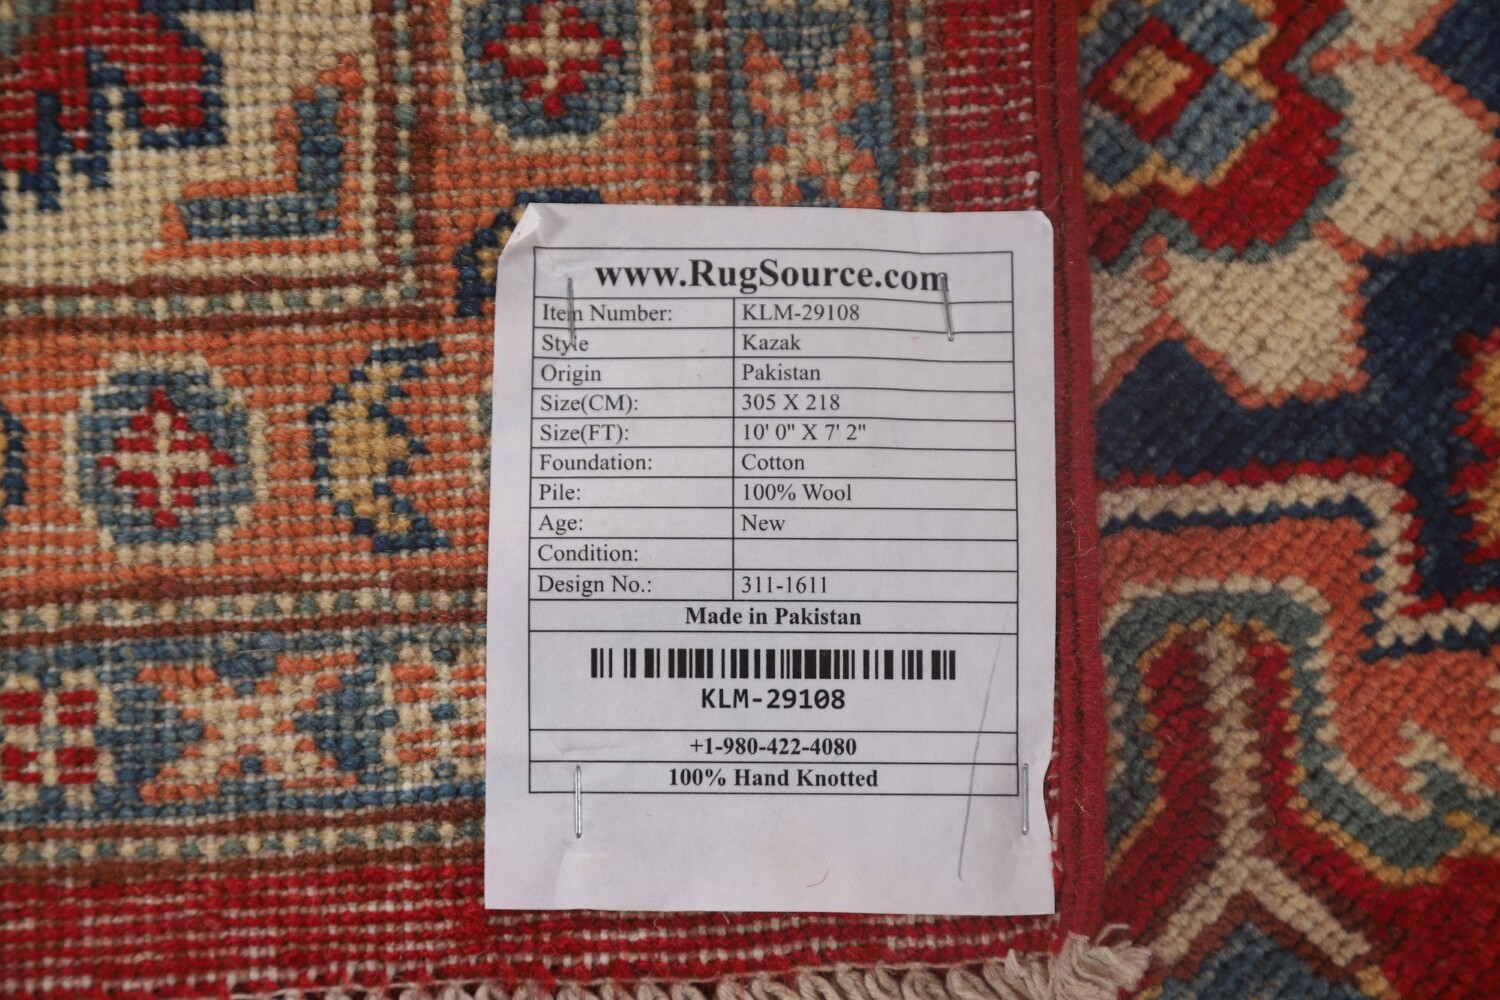 www.RugSource.com
Item Number: KLM-29108
Style Kazak
Origin Pakistan
Size(CM): 305 X 218
Size(FT): 10' 0" X 7' 2"
Foundation: Cotton
Pile: 100% Wool
Age: New
Condition:
Design No.: 311-1611
Made in Pakistan
KLM-29108
+1-980-422-4080
100% Hand Knotted